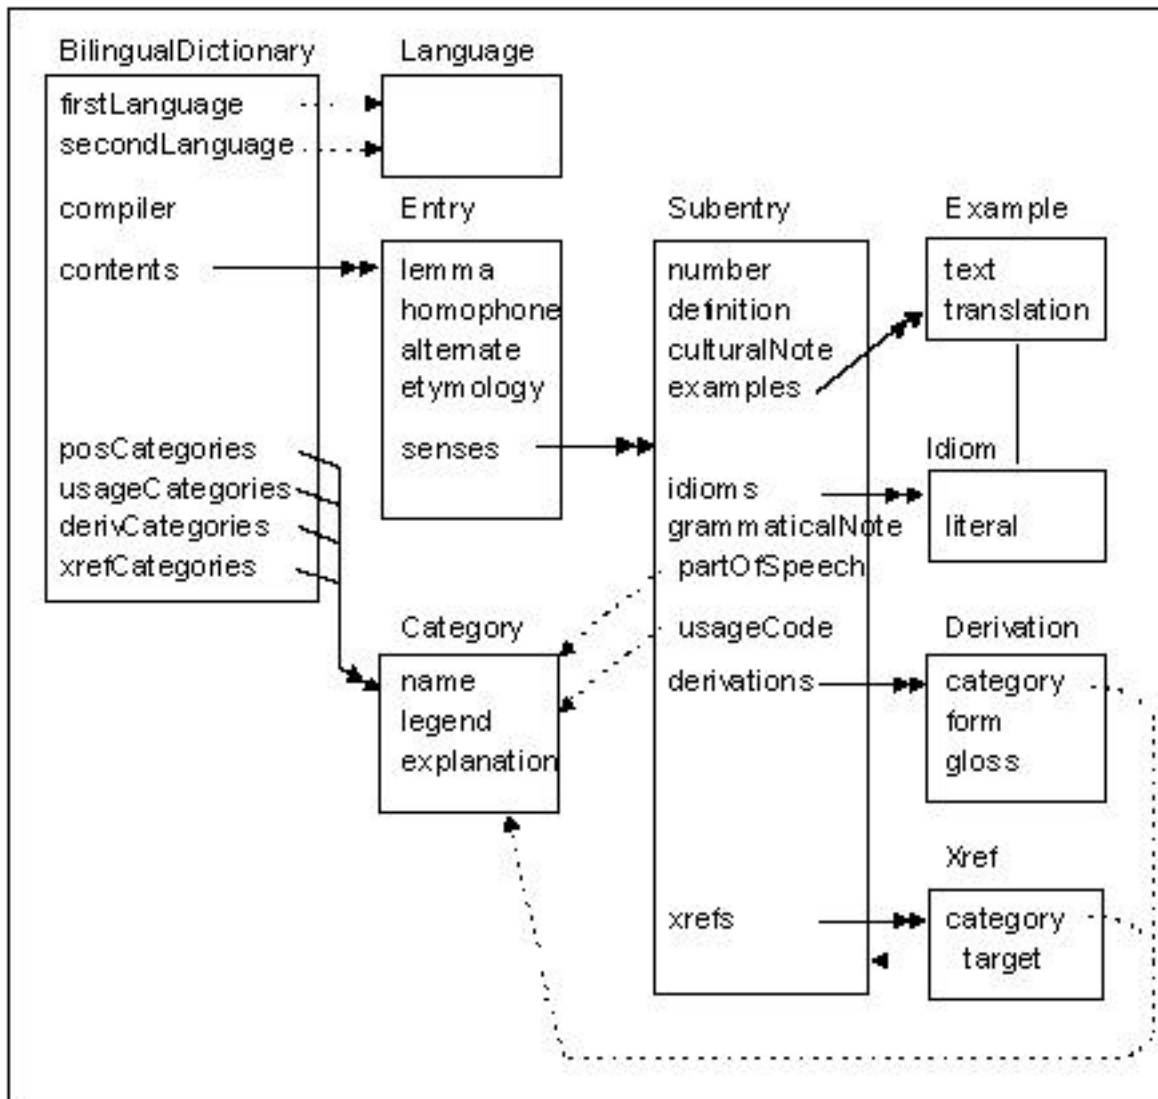 BilingualDictionary
firstLanguage
secondLanguage
compiler
contents
posCategories
usageCategories
derivCategories
xrefCategories
Language
Entry
lemma
homophone
alternate
etymology
senses
Category
name
legend
explanation
Subentry
number
definition
culturalNote
examples
idioms
grammaticalNote
partOfSpeech
usageCode
derivations
xrefs
Example
text
translation
Idiom
literal
Derivation
category
form
gloss
Xref
category
target